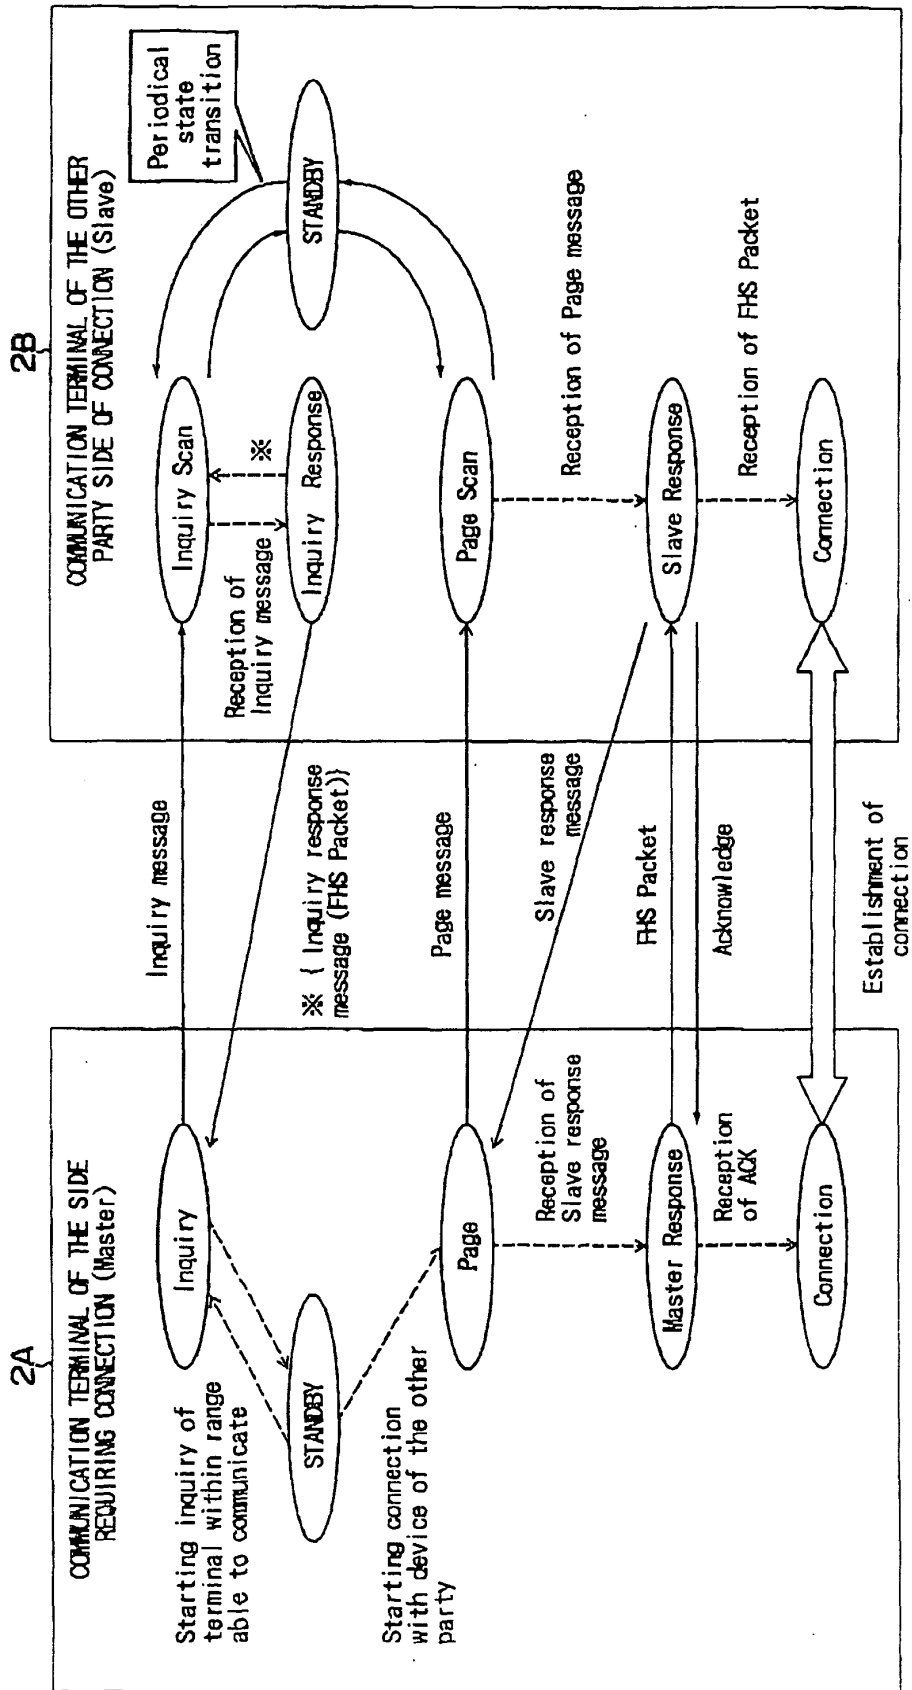 2A
COMMUNICATION TERMINAL OF THE SIDE
REQUIRING CONNECTION (Master)
Starting inquiry of
terminal within range
able to communicate
Inquiry
STANDBY
Starting connection
with device of the other
party
Page
Reception of
Slave response
message
Master Response
Reception
of ACK
Connection
Inquiry message
※ { Inquiry response
message (FHS Packet)}
Page message
Slave response
message
FHS Packet
Acknowledge
Establishment of
connection
2B
COMMUNICATION TERMINAL OF THE OTHER
PARTY SIDE OF CONNECTION (Slave)
Periodical
state
transition
Inquiry Scan
STANDBY
※
Reception of
Inquiry message
Inquiry Response
Page Scan
Reception of Page message
Slave Response
Reception of FHS Packet
Connection